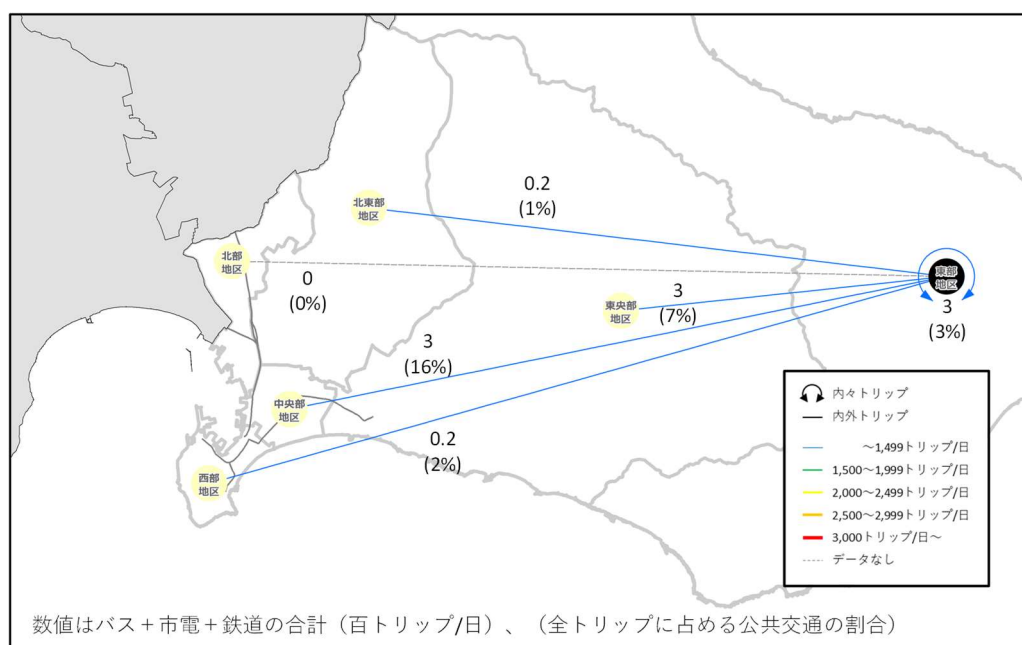 0.2
(1%)
北東部
地区
北部
地区
0
(0%)
東部
地区
3
(3%)
東央部
地区
3
(7%)
3
(16%)
中央部
地区
0.2
(2%)
西部
地区
内々トリップ
内外トリップ
～1,499トリップ/日
1,500～1,999トリップ/日
2,000～2,499トリップ/日
2,500～2,999トリップ/日
3,000トリップ/日～
データなし
数値はバス＋市電＋鉄道の合計（百トリップ/日）、（全トリップに占める公共交通の割合）